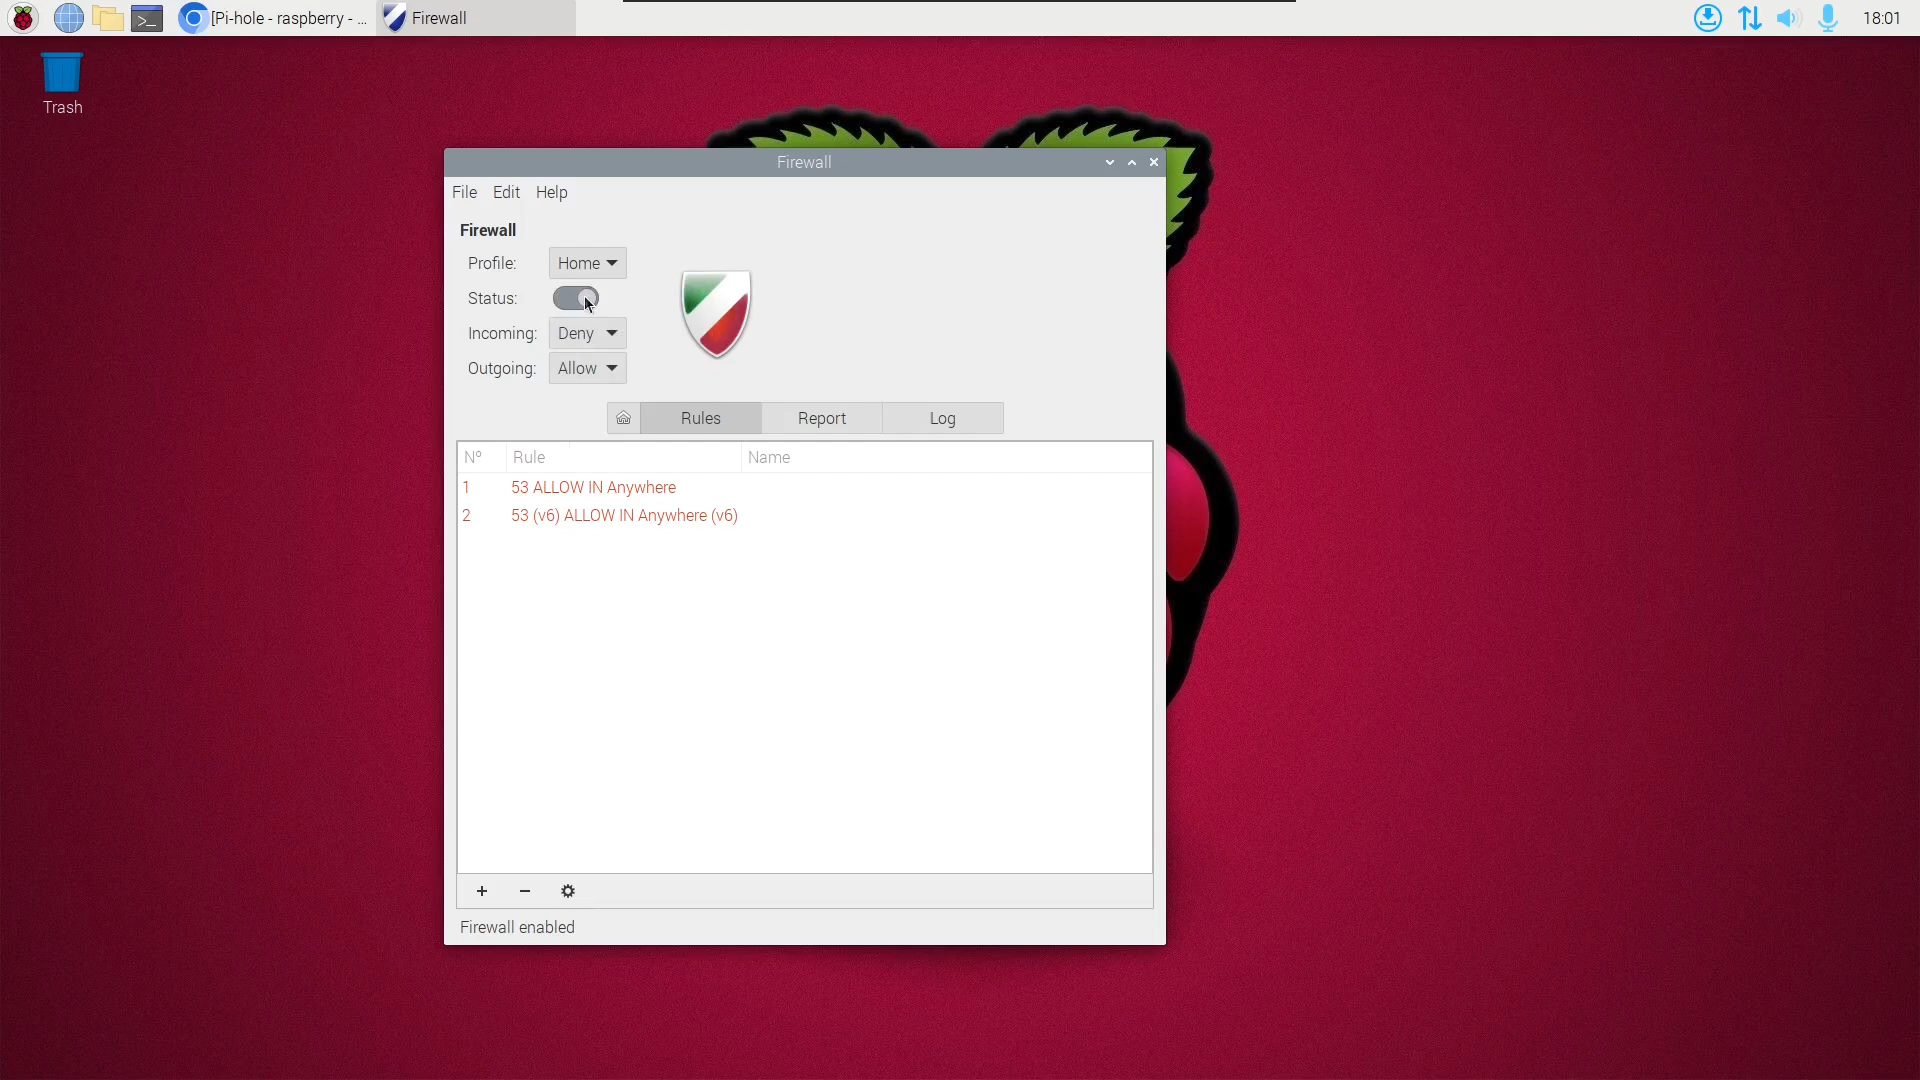 [Pi-hole - raspberry - ...
Firewall
18:01
Trash
Firewall
File Edit Help
Firewall
Profile: Home
Status:
Incoming: Deny
Outgoing: Allow
Rules Report Log
Nº Rule Name
1 53 ALLOW IN Anywhere
2 53 (v6) ALLOW IN Anywhere (v6)
Firewall enabled